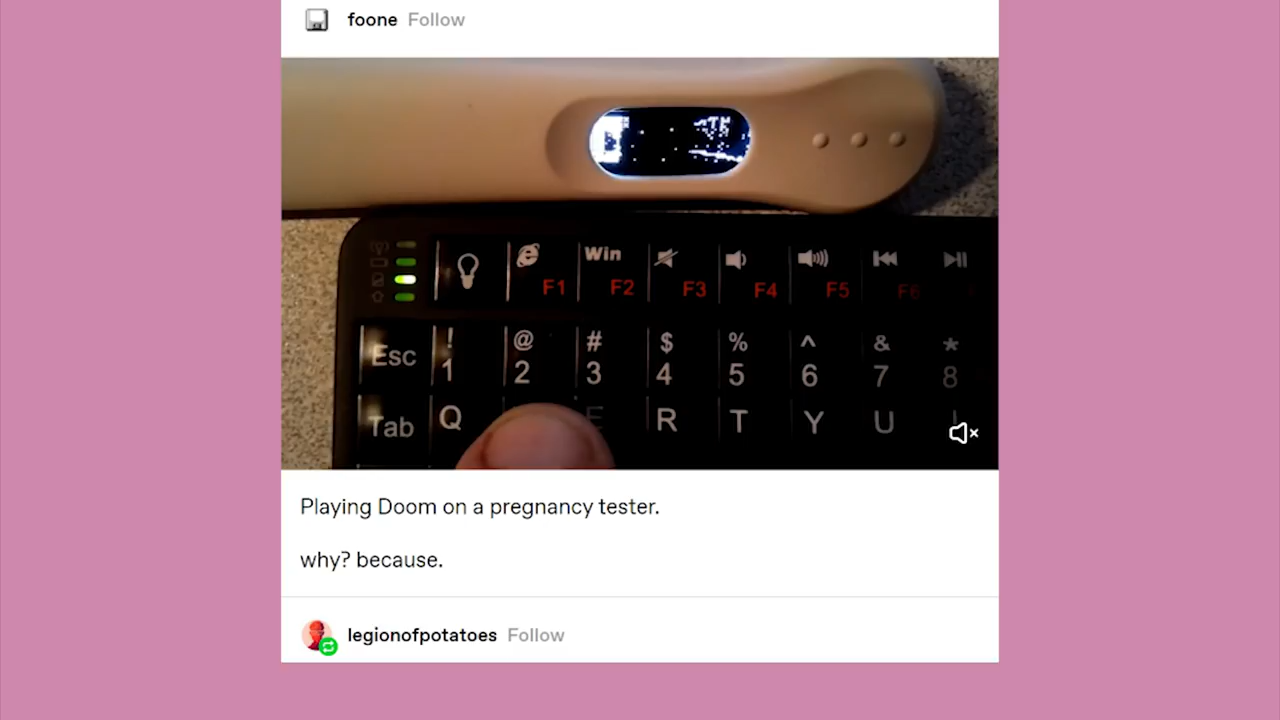 foone Follow
Win
F1 F2 F3 F4 F5 F6
! @ # $ % ^ & *
Esc 1 2 3 4 5 6 7 8
Tab Q E R T Y U I
Playing Doom on a pregnancy tester.
why? because.
legionofpotatoes Follow